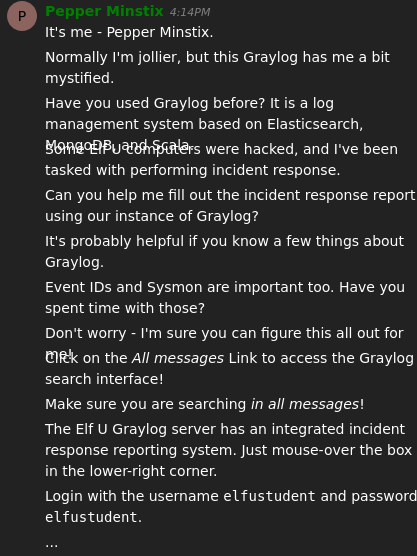 P
Pepper Minstix 4:14PM
It's me - Pepper Minstix.
Normally I'm jollier, but this Graylog has me a bit
mystified.
Have you used Graylog before? It is a log
management system based on Elasticsearch,
MongoDB, and Scala.
Some Elf U computers were hacked, and I've been
tasked with performing incident response.
Can you help me fill out the incident response report
using our instance of Graylog?
It's probably helpful if you know a few things about
Graylog.
Event IDs and Sysmon are important too. Have you
spent time with those?
Don't worry - I'm sure you can figure this all out for
me!
Click on the All messages Link to access the Graylog
search interface!
Make sure you are searching in all messages!
The Elf U Graylog server has an integrated incident
response reporting system. Just mouse-over the box
in the lower-right corner.
Login with the username elfustudent and password
elfustudent.
...